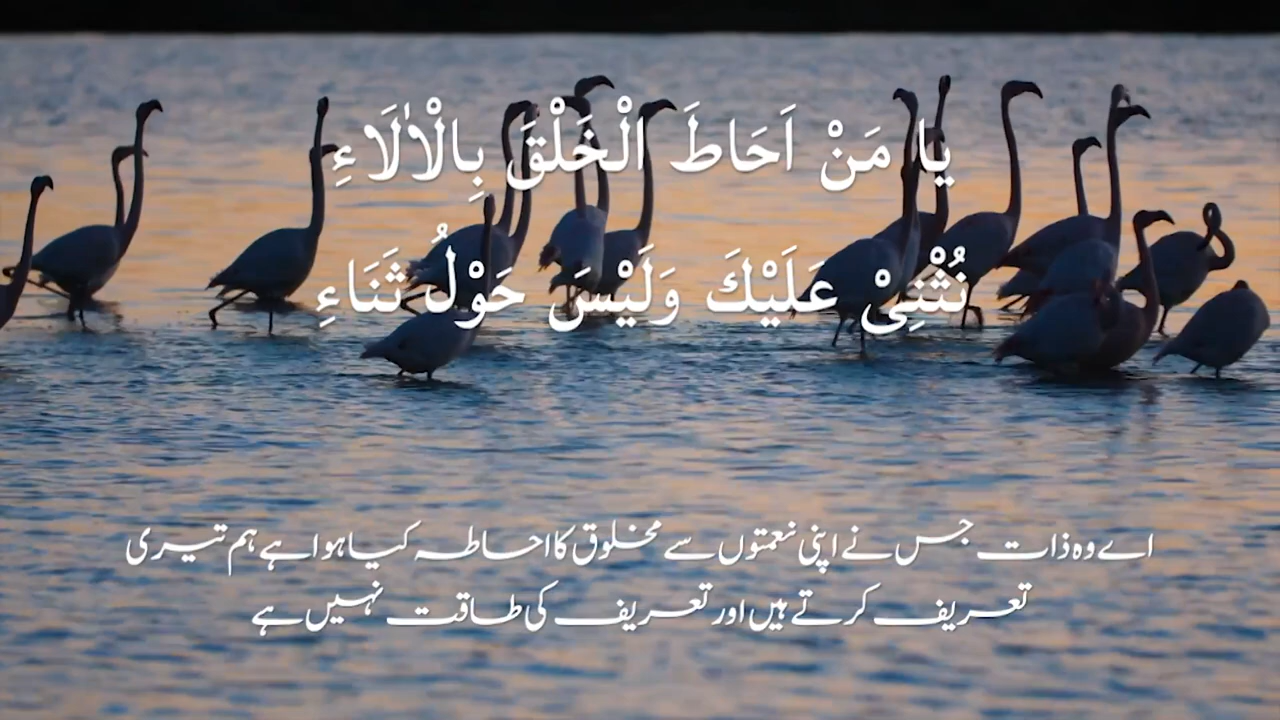 يَا مَنْ اَحَاطَ الْخَلْقَ بِالْاٰلَاءِ
نُثْنِيْ عَلَيْكَ وَلَيْسَ حَوْلُ ثَنَاءِ
اے وہ ذات جس نے اپنی نعمتوں سے مخلوق کا احاطہ کیا ہوا ہے ہم تیری
تعریف کرتے ہیں اور تعریف کی طاقت نہیں ہے